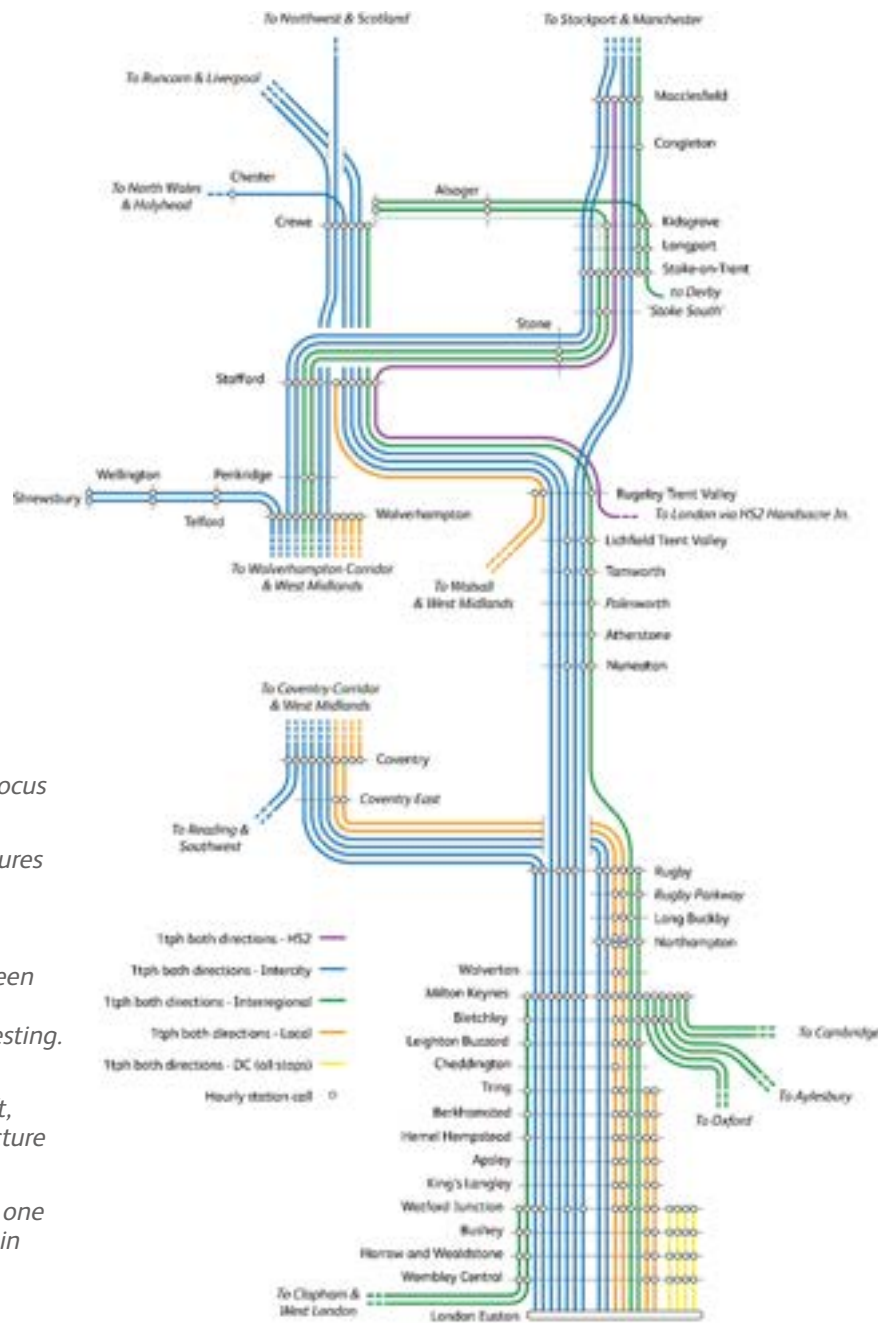 To Northwest & Scotland
To Stockport & Manchester
To Runcorn & Liverpool
Macclesfield
Congleton
Chester
To North Wales
& Holyhead
Alsager
Crewe
Kidsgrove
Longport
Stoke-on-Trent
to Derby
'Stoke South'
Stone
Stafford
Wellington
Penkridge
Shrewsbury
Telford
Wolverhampton
Rugeley Trent Valley
To London via HS2 Handsacre Jn.
Lichfield Trent Valley
To Wolverhampton Corridor
& West Midlands
To Walsall
& West Midlands
Tamworth
Polesworth
Atherstone
Nuneaton
To Coventry Corridor
& West Midlands
Coventry
Coventry East
To Reading &
Southwest
Rugby
Rugby Parkway
Long Buckby
Northampton
Wolverton
Milton Keynes
Bletchley
Leighton Buzzard
Cheddington
Tring
Berkhamsted
Hemel Hempstead
Apsley
King's Langley
Watford Junction
Bushey
Harrow and Wealdstone
Wembley Central
London Euston
To Cambridge
To Aylesbury
To Oxford
To Clapham &
West London
1tph both directions - HS2
1tph both directions - Intercity
1tph both directions - Interregional
1tph both directions - Local
1tph both directions - DC (all stops)
Hourly station call
ocus
ures
een
esting.
t,
cture
one
in